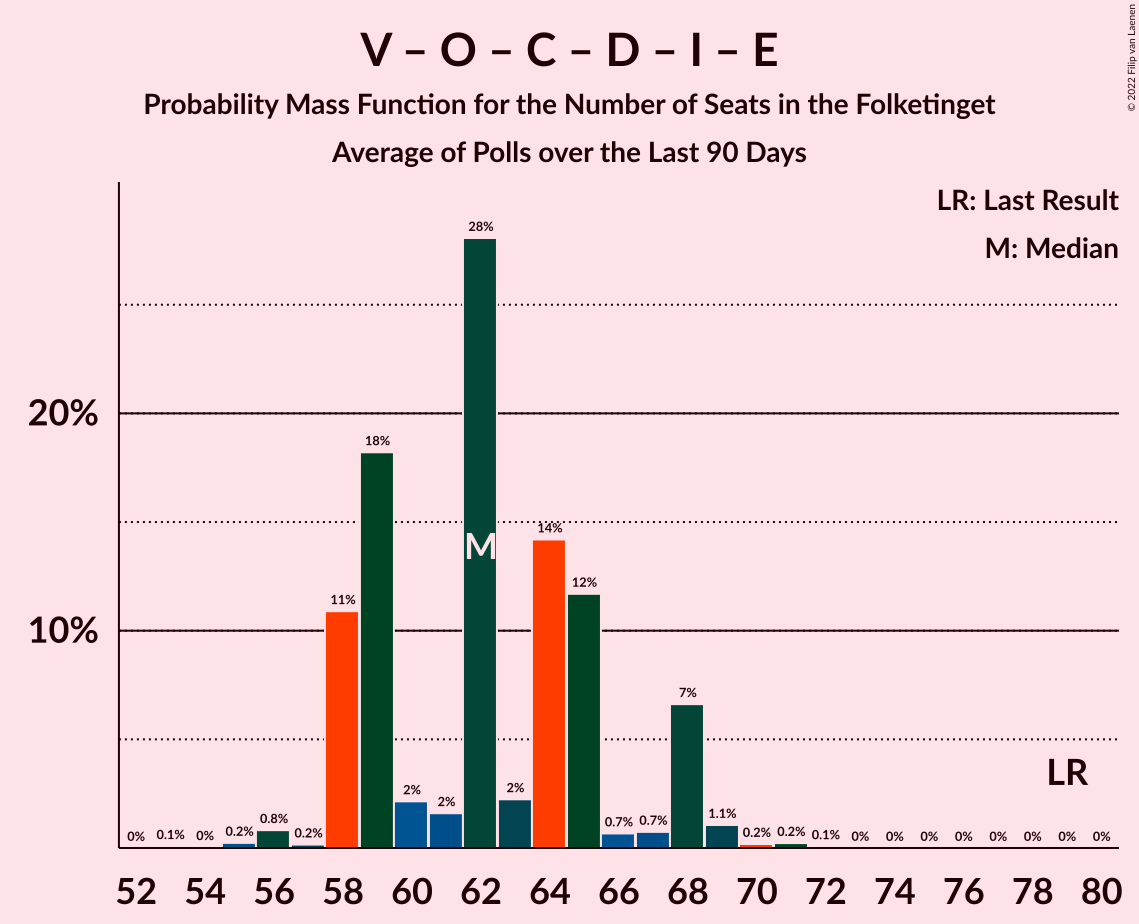 V – O – C – D – I – E
Probability Mass Function for the Number of Seats in the Folketinget
Average of Polls over the Last 90 Days
© 2022 Filip van Laenen
LR: Last Result
M: Median
20%
10%
0% 0.1% 0% 0.2% 0.8% 0.2% 11% 18% 2% 2% 28% 2% 14% 12% 0.7% 0.7% 7% 1.1% 0.2% 0.2% 0.1% 0% 0% 0% 0% 0% 0% 0% 0%
M
LR
52 54 56 58 60 62 64 66 68 70 72 74 76 78 80